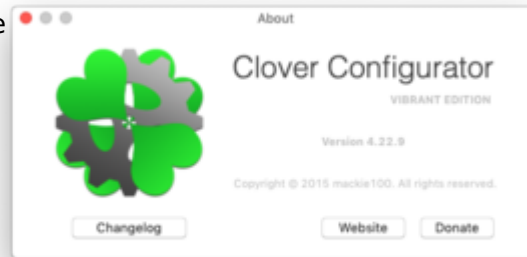 e
About
Clover Configurator
VIBRANT EDITION
Version 4.22.9
Copyright © 2015 mackie100. All rights reserved.
Changelog
Website
Donate